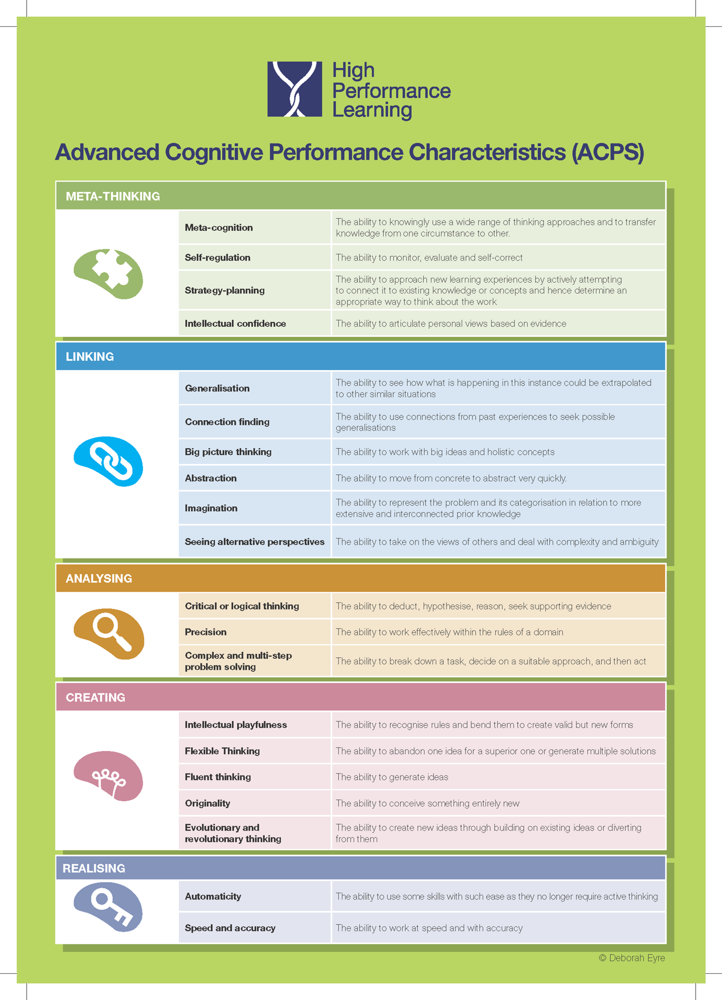 High
Performance
Learning
Advanced Cognitive Performance Characteristics (ACPS)
META-THINKING
Meta-cognition
The ability to knowingly use a wide range of thinking approaches and to transfer
knowledge from one circumstance to other.
Self-regulation
The ability to monitor, evaluate and self-correct
Strategy-planning
The ability to approach new learning experiences by actively attempting
to connect it to existing knowledge or concepts and hence determine an
appropriate way to think about the work
Intellectual confidence
The ability to articulate personal views based on evidence
LINKING
Generalisation
The ability to see how what is happening in this instance could be extrapolated
to other similar situations
Connection finding
The ability to use connections from past experiences to seek possible
generalisations
Big picture thinking
The ability to work with big ideas and holistic concepts
Abstraction
The ability to move from concrete to abstract very quickly.
Imagination
The ability to represent the problem and its categorisation in relation to more
extensive and interconnected prior knowledge
Seeing alternative perspectives
The ability to take on the views of others and deal with complexity and ambiguity
ANALYSING
Critical or logical thinking
The ability to deduct, hypothesise, reason, seek supporting evidence
Precision
The ability to work effectively within the rules of a domain
Complex and multi-step
problem solving
The ability to break down a task, decide on a suitable approach, and then act
CREATING
Intellectual playfulness
The ability to recognise rules and bend them to create valid but new forms
Flexible Thinking
The ability to abandon one idea for a superior one or generate multiple solutions
Fluent thinking
The ability to generate ideas
Originality
The ability to conceive something entirely new
Evolutionary and
revolutionary thinking
The ability to create new ideas through building on existing ideas or diverting
from them
REALISING
Automaticity
The ability to use some skills with such ease as they no longer require active thinking
Speed and accuracy
The ability to work at speed and with accuracy
© Deborah Eyre